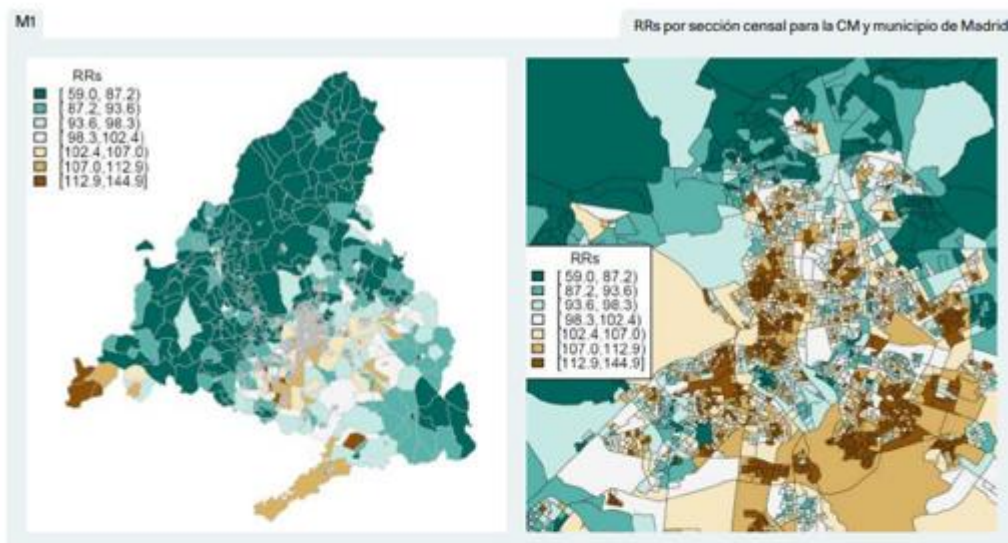 M1
RRs por sección censal para la CM y municipio de Madrid
RRs
[ 59.0, 87.2)
[ 87.2, 93.6)
[ 93.6, 98.3)
[ 98.3,102.4)
[102.4,107.0)
[107.0,112.9)
[112.9,144.9]
RRs
[ 59.0, 87.2)
[ 87.2, 93.6)
[ 93.6, 98.3)
[ 98.3,102.4)
[102.4,107.0)
[107.0,112.9)
[112.9,144.9]